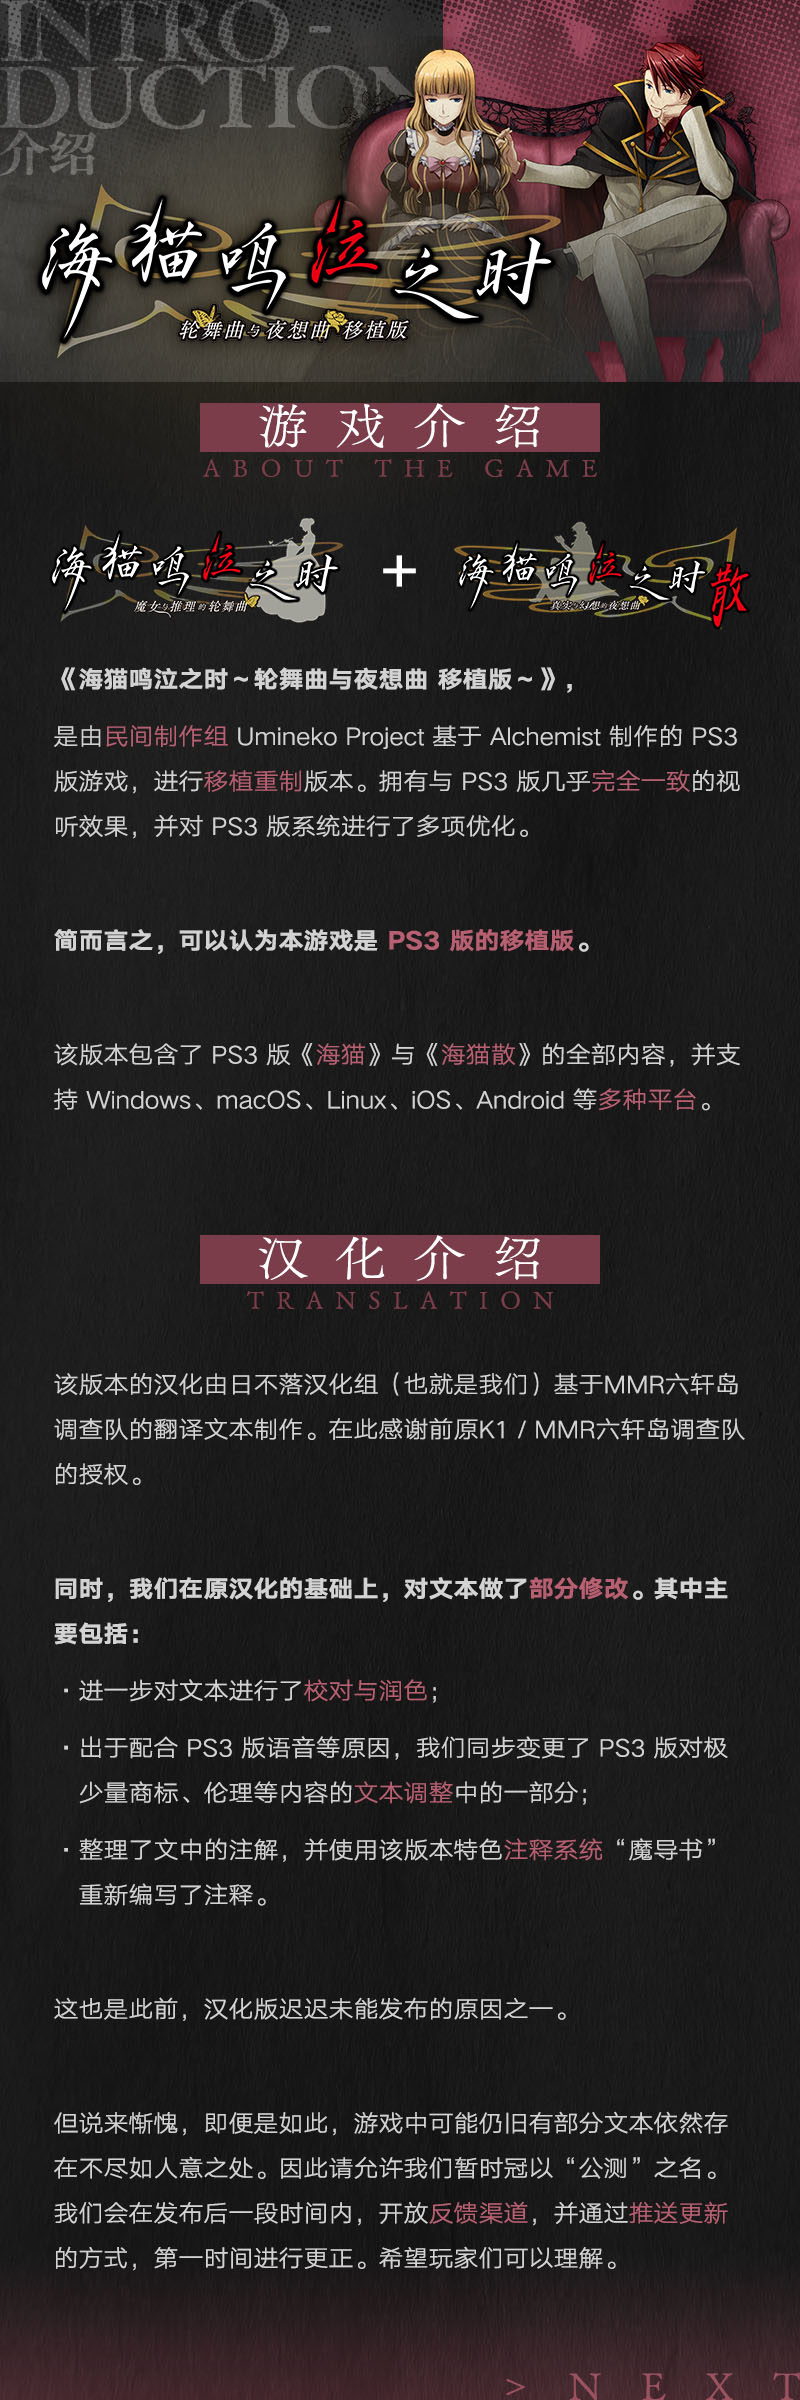 INTRO-
DUCTION
介绍
海猫鸣泣之时
轮舞曲与夜想曲 移植版
游戏介绍
ABOUT THE GAME
海猫鸣泣之时
魔女与推理的轮舞曲
+
海猫鸣泣之时散
真实与幻想的夜想曲
《海猫鸣泣之时～轮舞曲与夜想曲 移植版～》,
是由民间制作组 Umineko Project 基于 Alchemist 制作的 PS3
版游戏，进行移植重制版本。拥有与 PS3 版几乎完全一致的视
听效果，并对 PS3 版系统进行了多项优化。
简而言之，可以认为本游戏是 PS3 版的移植版。
该版本包含了 PS3 版《海猫》与《海猫散》的全部内容，并支
持 Windows、macOS、Linux、iOS、Android 等多种平台。
汉化介绍
TRANSLATION
该版本的汉化由日不落汉化组（也就是我们）基于MMR六轩岛
调查队的翻译文本制作。在此感谢前原K1 / MMR六轩岛调查队
的授权。
同时，我们在原汉化的基础上，对文本做了部分修改。其中主
要包括：
·进一步对文本进行了校对与润色；
·出于配合 PS3 版语音等原因，我们同步变更了 PS3 版对极
少量商标、伦理等内容的文本调整中的一部分；
·整理了文中的注解，并使用该版本特色注释系统“魔导书”
重新编写了注释。
这也是此前，汉化版迟迟未能发布的原因之一。
但说来惭愧，即便是如此，游戏中可能仍旧有部分文本依然存
在不尽如人意之处。因此请允许我们暂时冠以“公测”之名。
我们会在发布后一段时间内，开放反馈渠道，并通过推送更新
的方式，第一时间进行更正。希望玩家们可以理解。
> NEXT